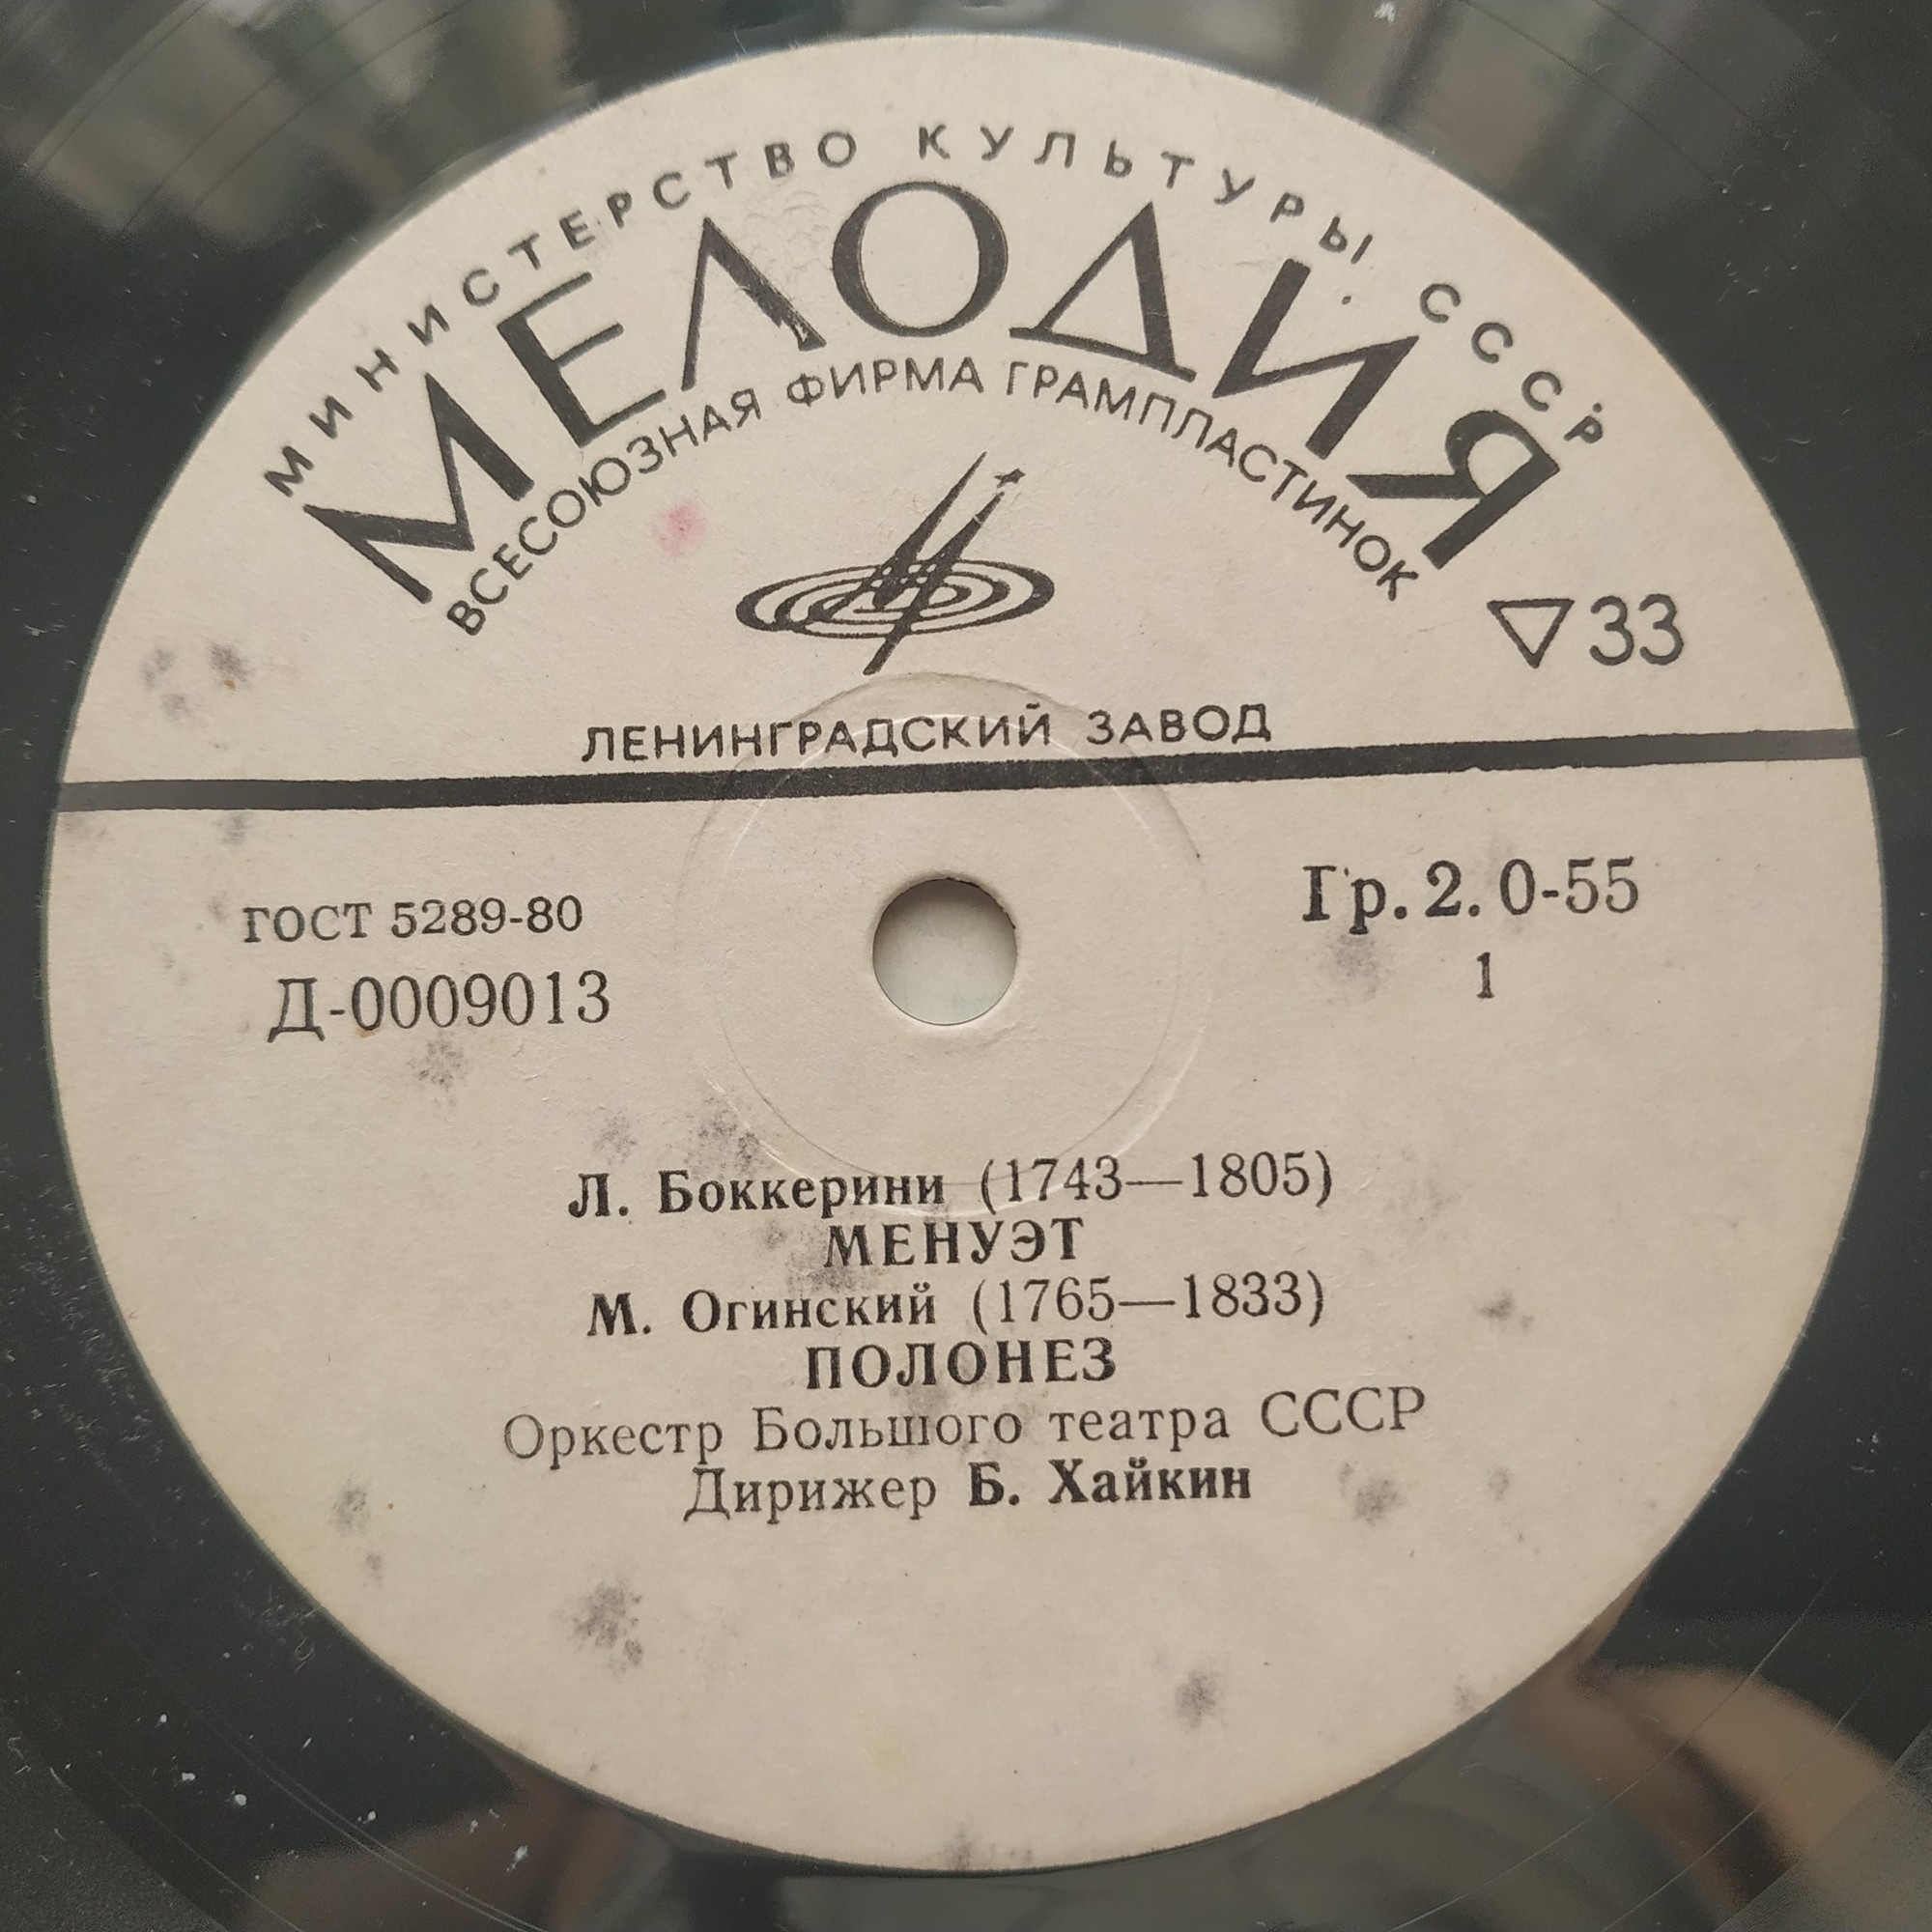 МИНИСТЕРСТВО КУЛЬТУРЫ СССР
МЕЛОДИЯ
ВСЕСОЮЗНАЯ ФИРМА ГРАМПЛАСТИНОК
33
ЛЕНИНГРАДСКИЙ ЗАВОД
ГОСТ 5289-80
Гр. 2. 0-55
Д-0009013
1
Л. Боккерини (1743—1805)
МЕНУЭТ
М. Огинский (1765—1833)
ПОЛОНЕЗ
Оркестр Большого театра СССР
Дирижер Б. Хайкин